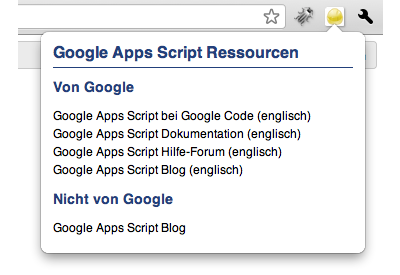 Google Apps Script Ressourcen
Von Google
Google Apps Script bei Google Code (englisch)
Google Apps Script Dokumentation (englisch)
Google Apps Script Hilfe-Forum (englisch)
Google Apps Script Blog (englisch)
Nicht von Google
Google Apps Script Blog